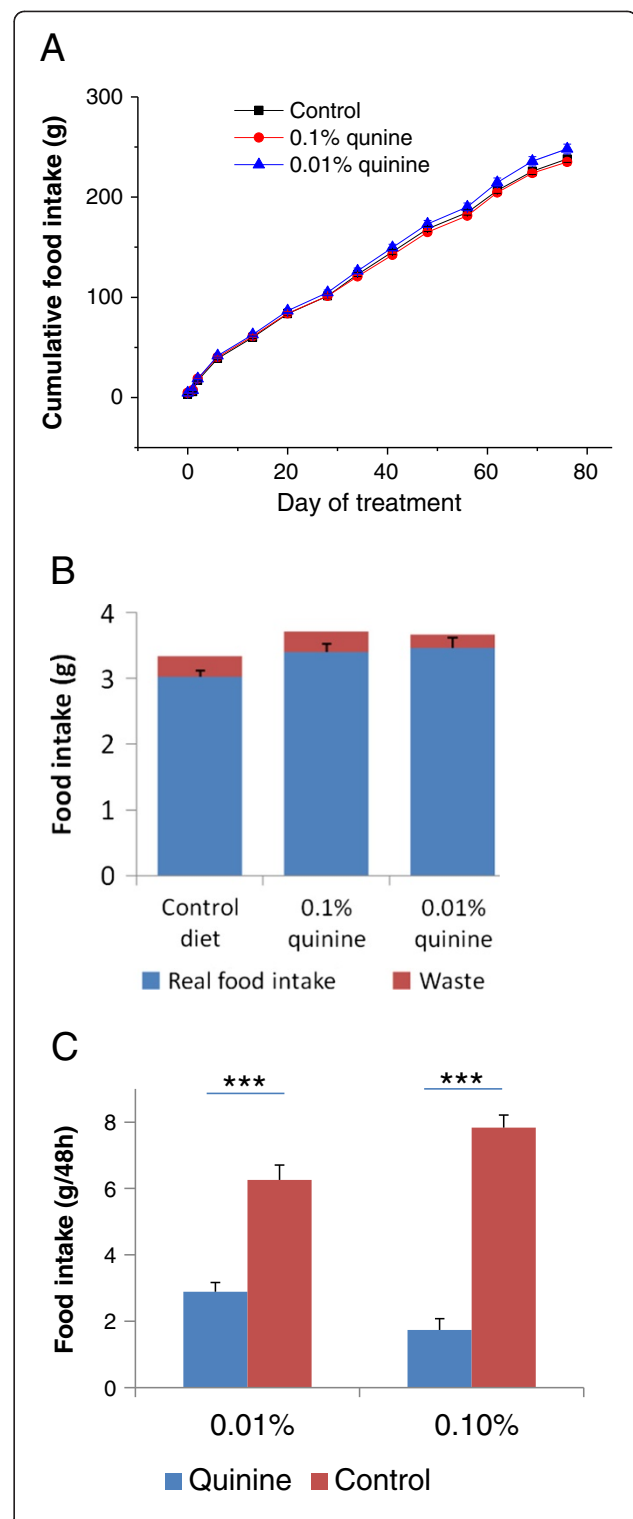 A
Cumulative food intake (g)
300
200
100
0
Control
0.1% qunine
0.01% quinine
0 20 40 60 80
Day of treatment
B
Food intake (g)
4
3
2
1
0
Control diet 0.1% quinine 0.01% quinine
Real food intake Waste
C
Food intake (g/48h)
8
6
4
2
0
*** ***
0.01% 0.10%
Quinine Control